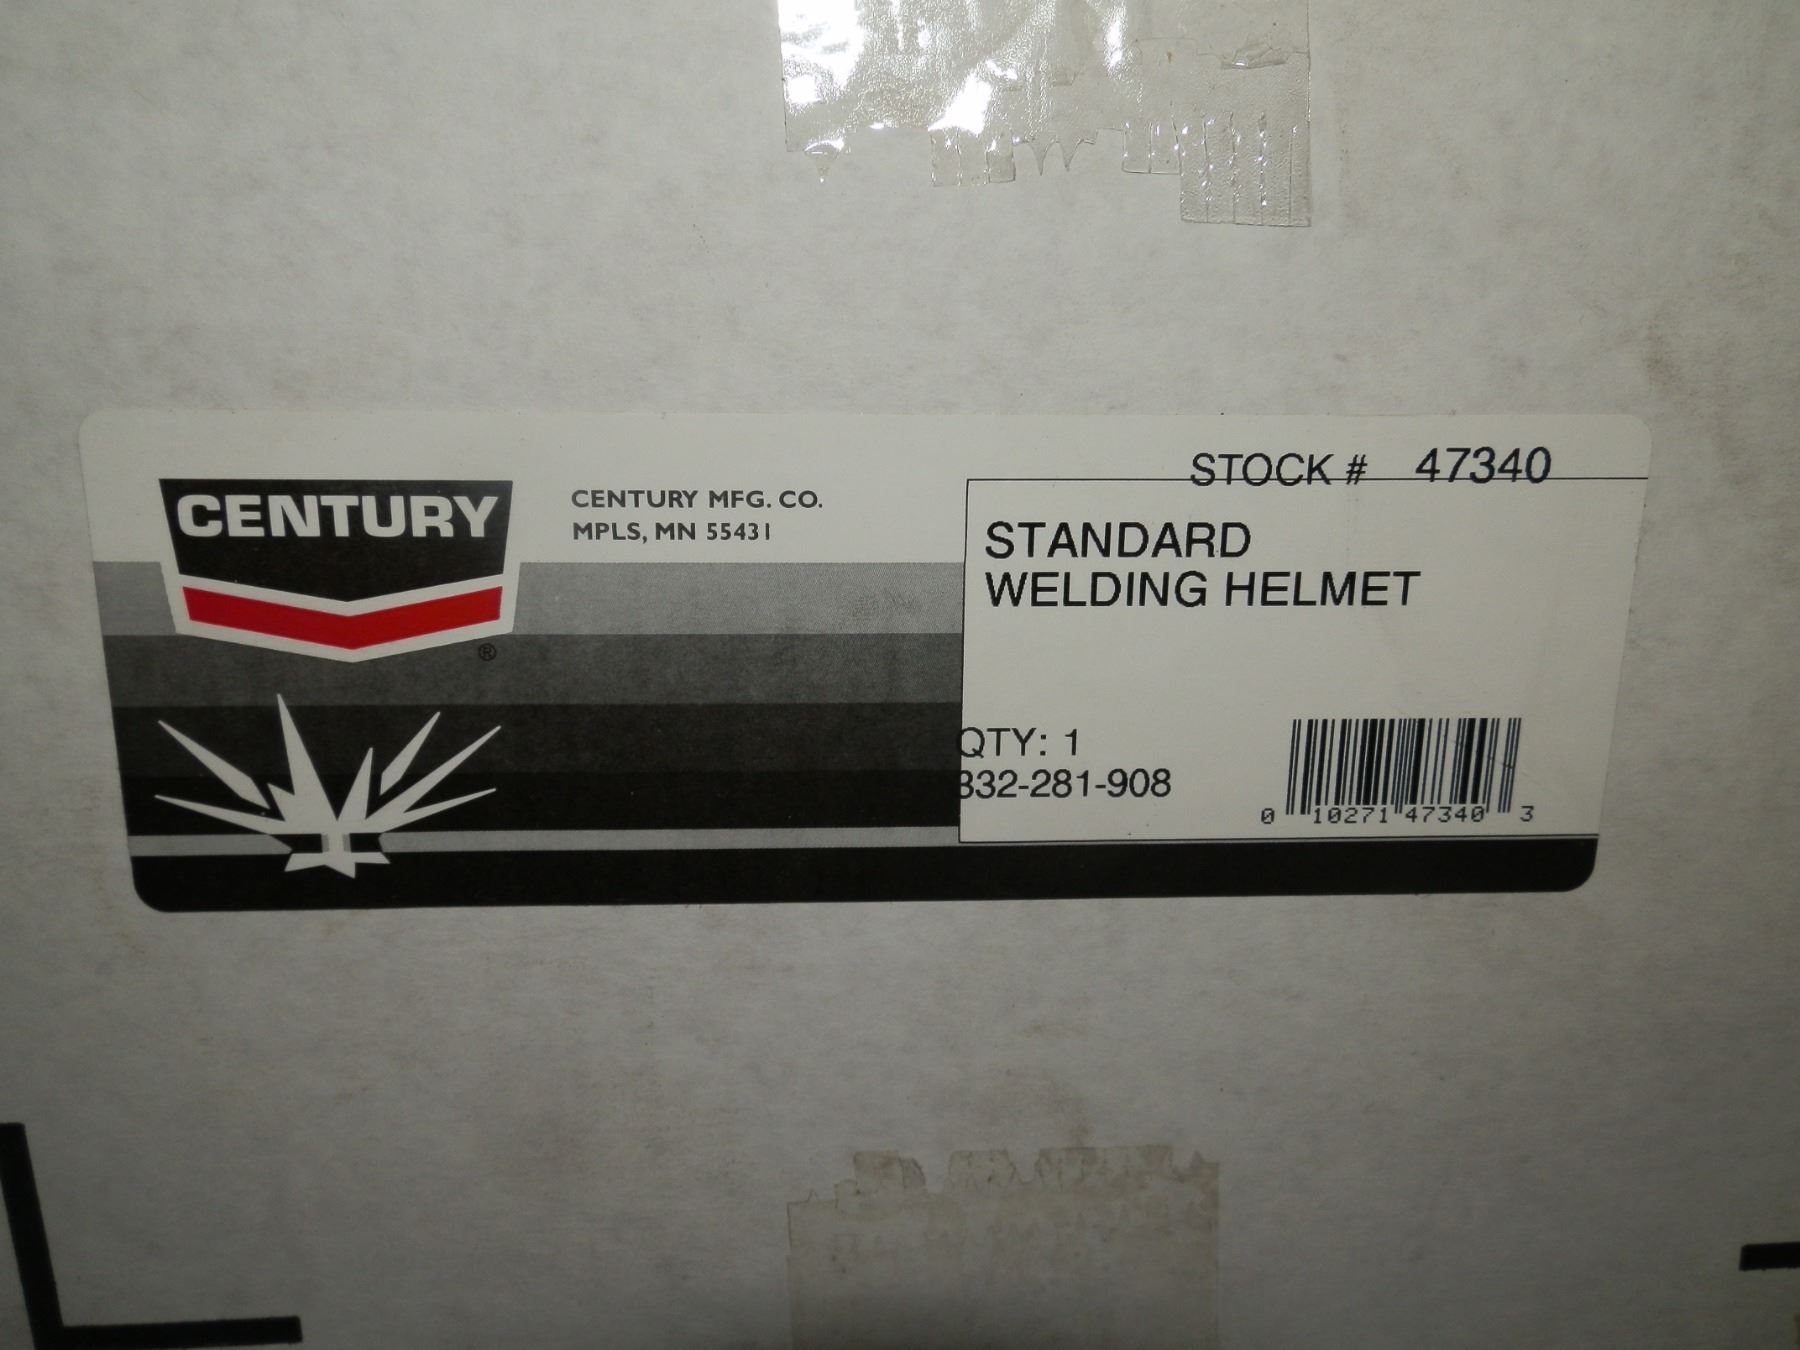 CENTURY
®
CENTURY MFG. CO.
MPLS, MN 55431
STOCK # 47340
STANDARD
WELDING HELMET
QTY: 1
332-281-908
0 10271 47340 3